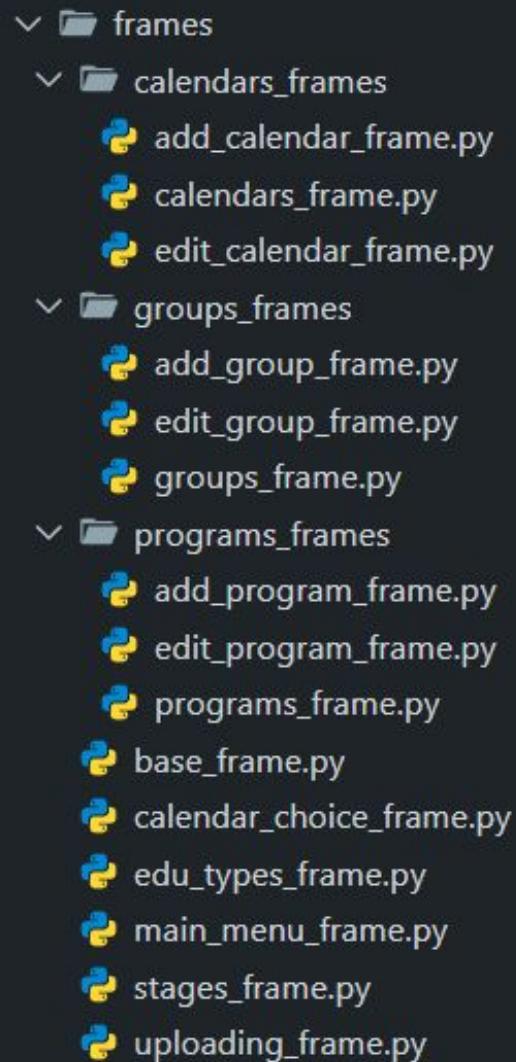 frames
calendars_frames
add_calendar_frame.py
calendars_frame.py
edit_calendar_frame.py
groups_frames
add_group_frame.py
edit_group_frame.py
groups_frame.py
programs_frames
add_program_frame.py
edit_program_frame.py
programs_frame.py
base_frame.py
calendar_choice_frame.py
edu_types_frame.py
main_menu_frame.py
stages_frame.py
uploading_frame.py